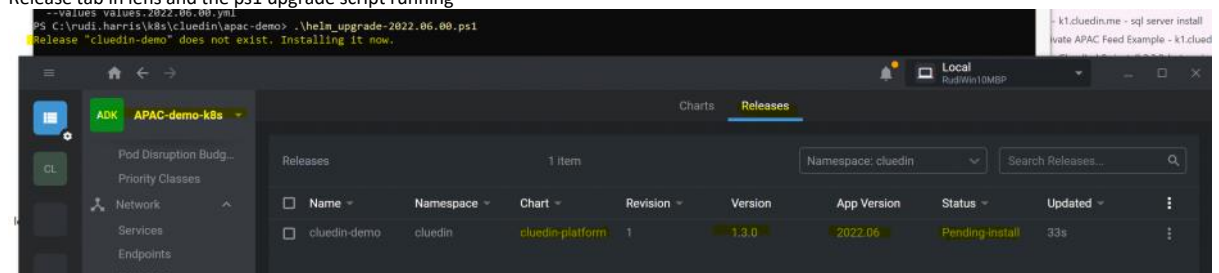 Release tab in lens and the ps1 upgrade script running
--values values.2022.06.00.yml
PS C:\rudi.harris\k8s\cluedin\apac-demo> .\helm_upgrade-2022.06.00.ps1
Release "cluedin-demo" does not exist. Installing it now.
- k1.cluedin.me - sql server install
ivate APAC Feed Example - k1.clued
Local
RudiWin10MBP
ADK APAC-demo-k8s
Charts Releases
CL
Pod Disruption Budg...
Priority Classes
Network
Services
Endpoints
Releases 1 item Namespace: cluedin Search Releases...
Name Namespace Chart Revision Version App Version Status Updated
cluedin-demo cluedin cluedin-platform 1 1.3.0 2022.06 Pending-install 33s